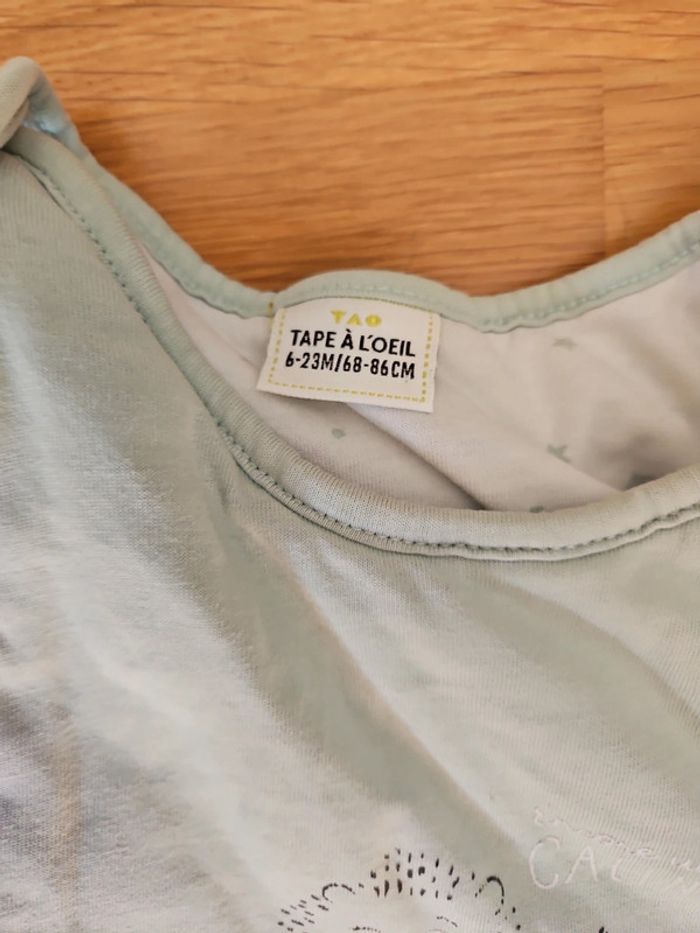 TAO
TAPE À L'OEIL
6-23M/68-86CM